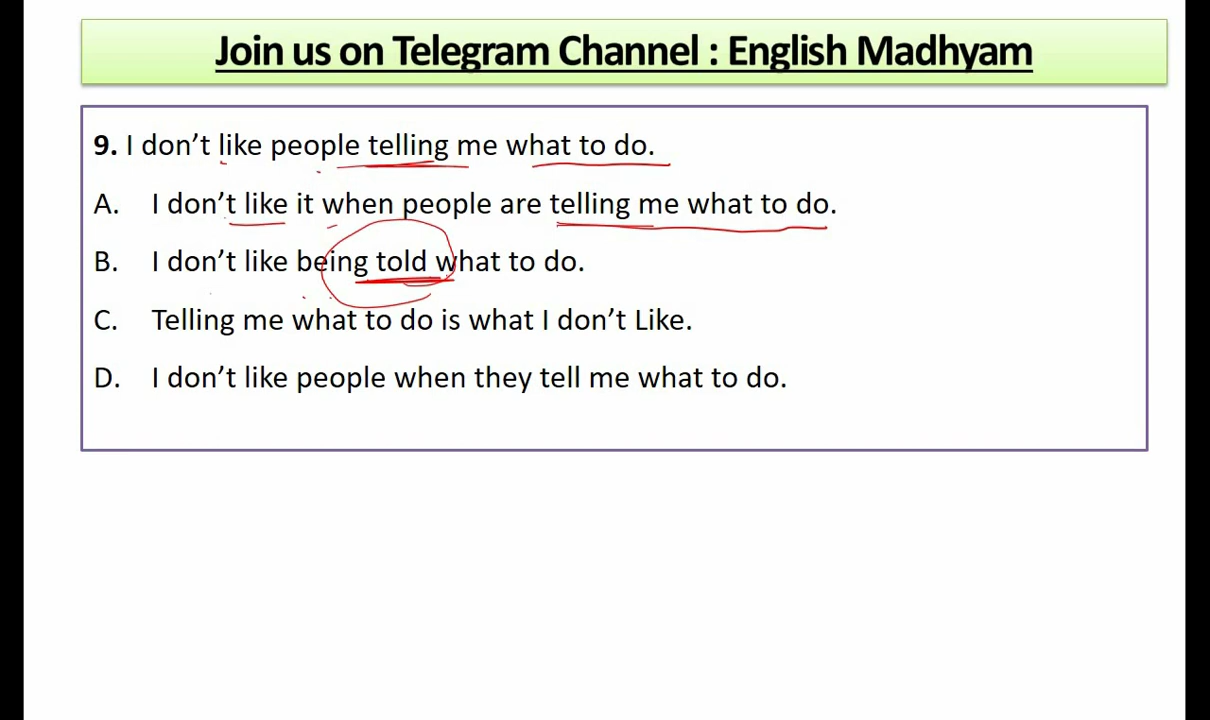 Join us on Telegram Channel : English Madhyam
9. I don’t like people telling me what to do.
A. I don’t like it when people are telling me what to do.
B. I don’t like being told what to do.
C. Telling me what to do is what I don’t Like.
D. I don’t like people when they tell me what to do.